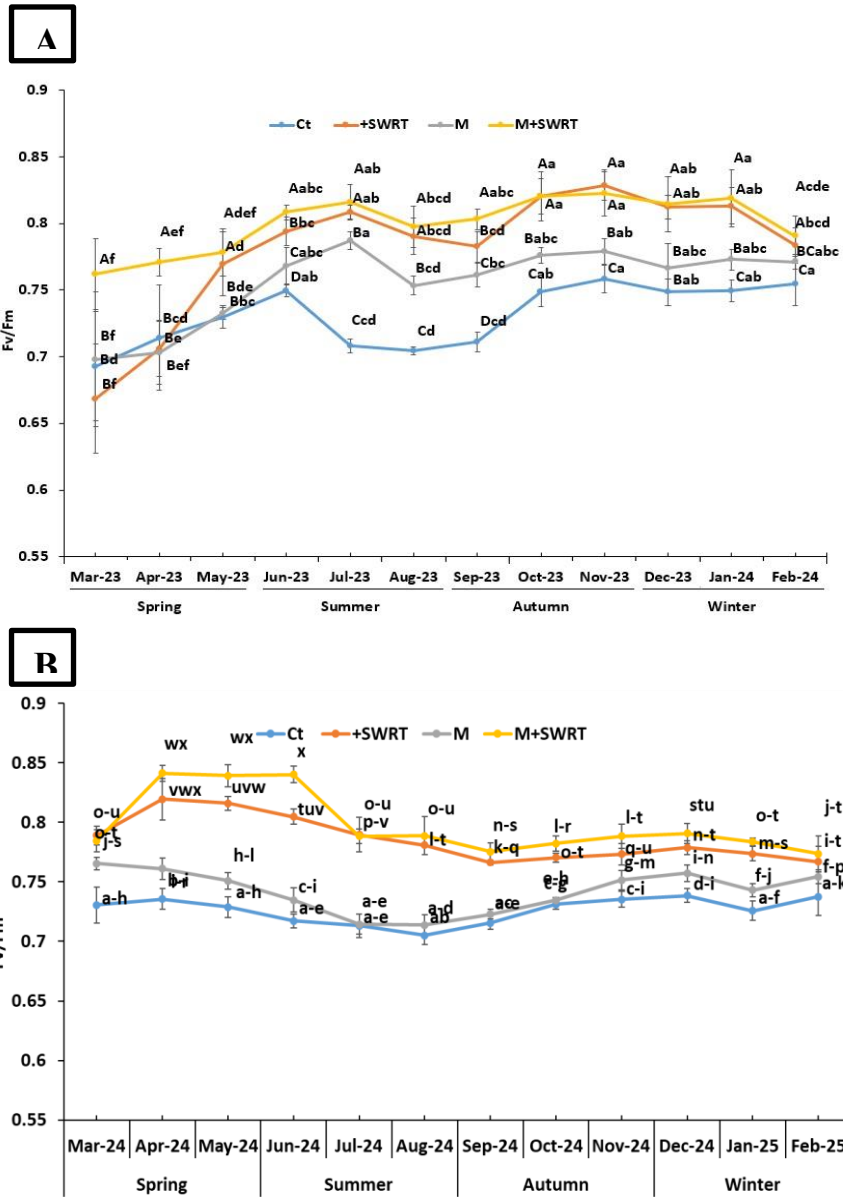 A
0.9
0.85
0.8
0.75
0.7
0.65
0.6
0.55
Fv/Fm
Ct +SWRT M M+SWRT
Af
Aef
Adef
Aabc
Aab
Abcd
Aabc
Aa
Aa
Aab
Aa
Acde
Bf
Bcd
Ad
Bbc
Aab
Abcd
Bcd
Aa
Aa
Aab
Aab
Abcd
Bd
Be
Bde
Cabc
Ba
Bcd
Cbc
Babc
Bab
Babc
Babc
BCabc
Bf
Bef
Bbc
Dab
Ccd
Cd
Dcd
Cab
Ca
Bab
Cab
Ca
Mar-23 Apr-23 May-23 Jun-23 Jul-23 Aug-23 Sep-23 Oct-23 Nov-23 Dec-23 Jan-24 Feb-24
Spring Summer Autumn Winter
B
0.9
0.85
0.8
0.75
0.7
0.65
0.6
0.55
Fv/Fm
Ct +SWRT M M+SWRT
o-u
wx
wx
x
o-u
o-u
n-s
l-r
l-t
stu
o-t
j-t
o-t
vwx
uvw
tuv
p-v
l-t
k-q
o-t
q-u
n-t
m-s
i-t
j-s
h-l
c-i
a-e
a-d
a-e
g-m
i-n
f-j
f-p
a-h
a-h
a-e
a-e
ab
c-i
d-i
a-f
a-k
Mar-24 Apr-24 May-24 Jun-24 Jul-24 Aug-24 Sep-24 Oct-24 Nov-24 Dec-24 Jan-25 Feb-25
Spring Summer Autumn Winter